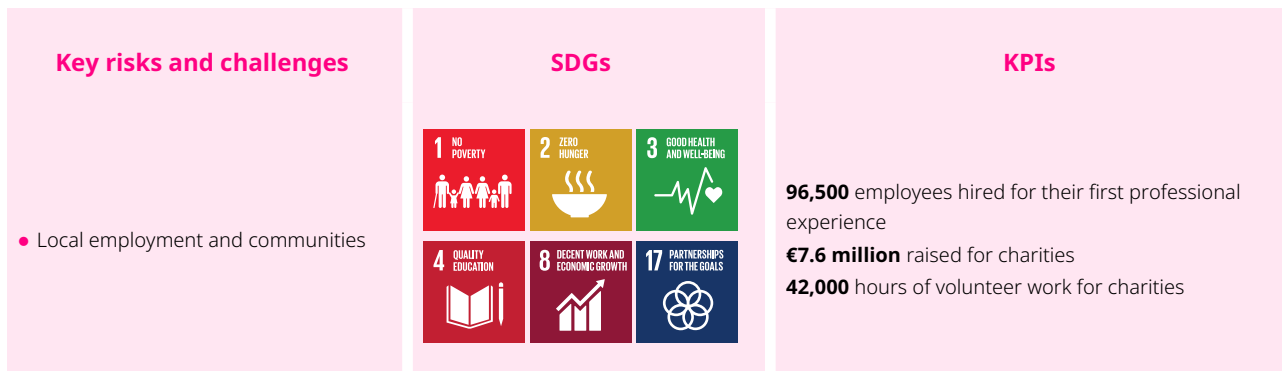 Key risks and challenges
● Local employment and communities
SDGs
1 NO
POVERTY
2 ZERO
HUNGER
3 GOOD HEALTH
AND WELL-BEING
4 QUALITY
EDUCATION
8 DECENT WORK AND
ECONOMIC GROWTH
17 PARTNERSHIPS
FOR THE GOALS
KPIs
96,500 employees hired for their first professional
experience
€7.6 million raised for charities
42,000 hours of volunteer work for charities